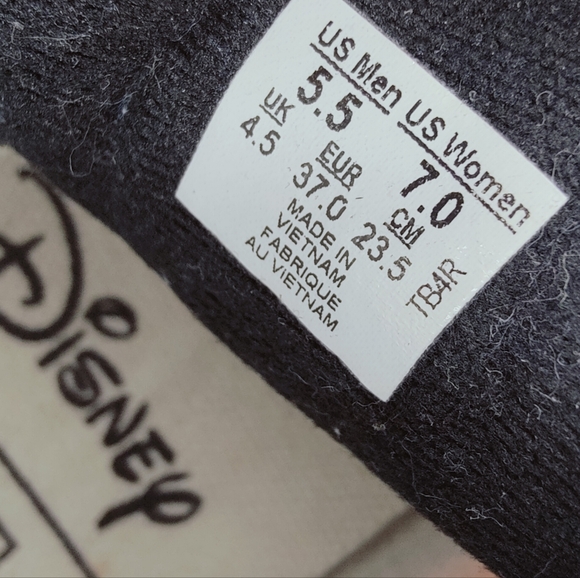 US Men US Women
5.5 7.0
UK EUR CM
4.5 37.0 23.5
MADE IN
VIETNAM
FABRIQUE
AU VIETNAM
TB4R
DISNEY